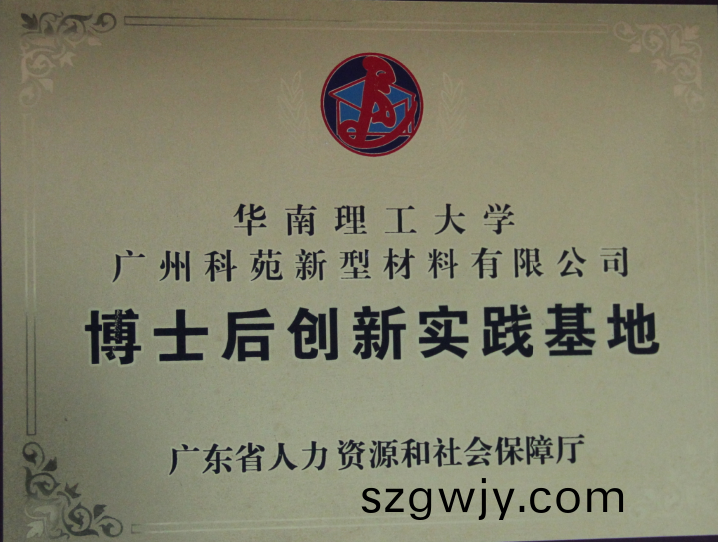 华南理工大学
广州科苑新型材料有限公司
博士后创新实践基地
广东省人力资源和社会保障厅
szgwjy.com